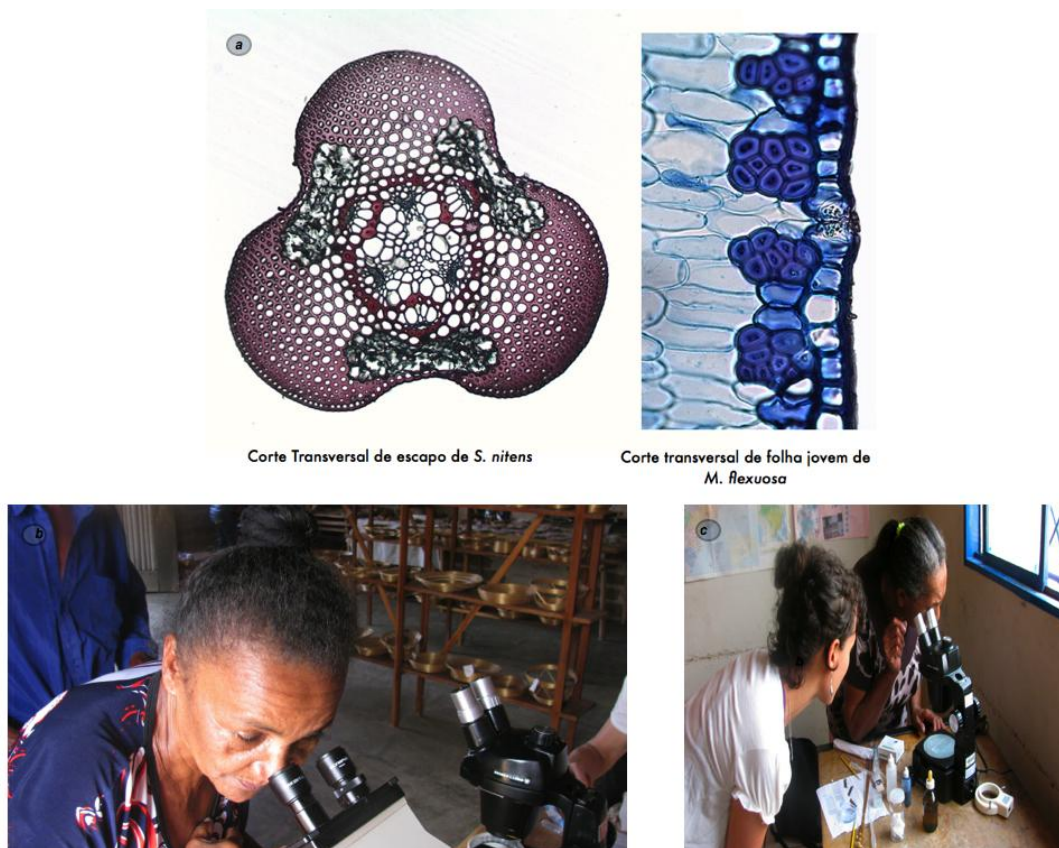 a
Corte Transversal de escapo de S. nitens
Corte transversal de folha jovem de
M. flexuosa
b
c